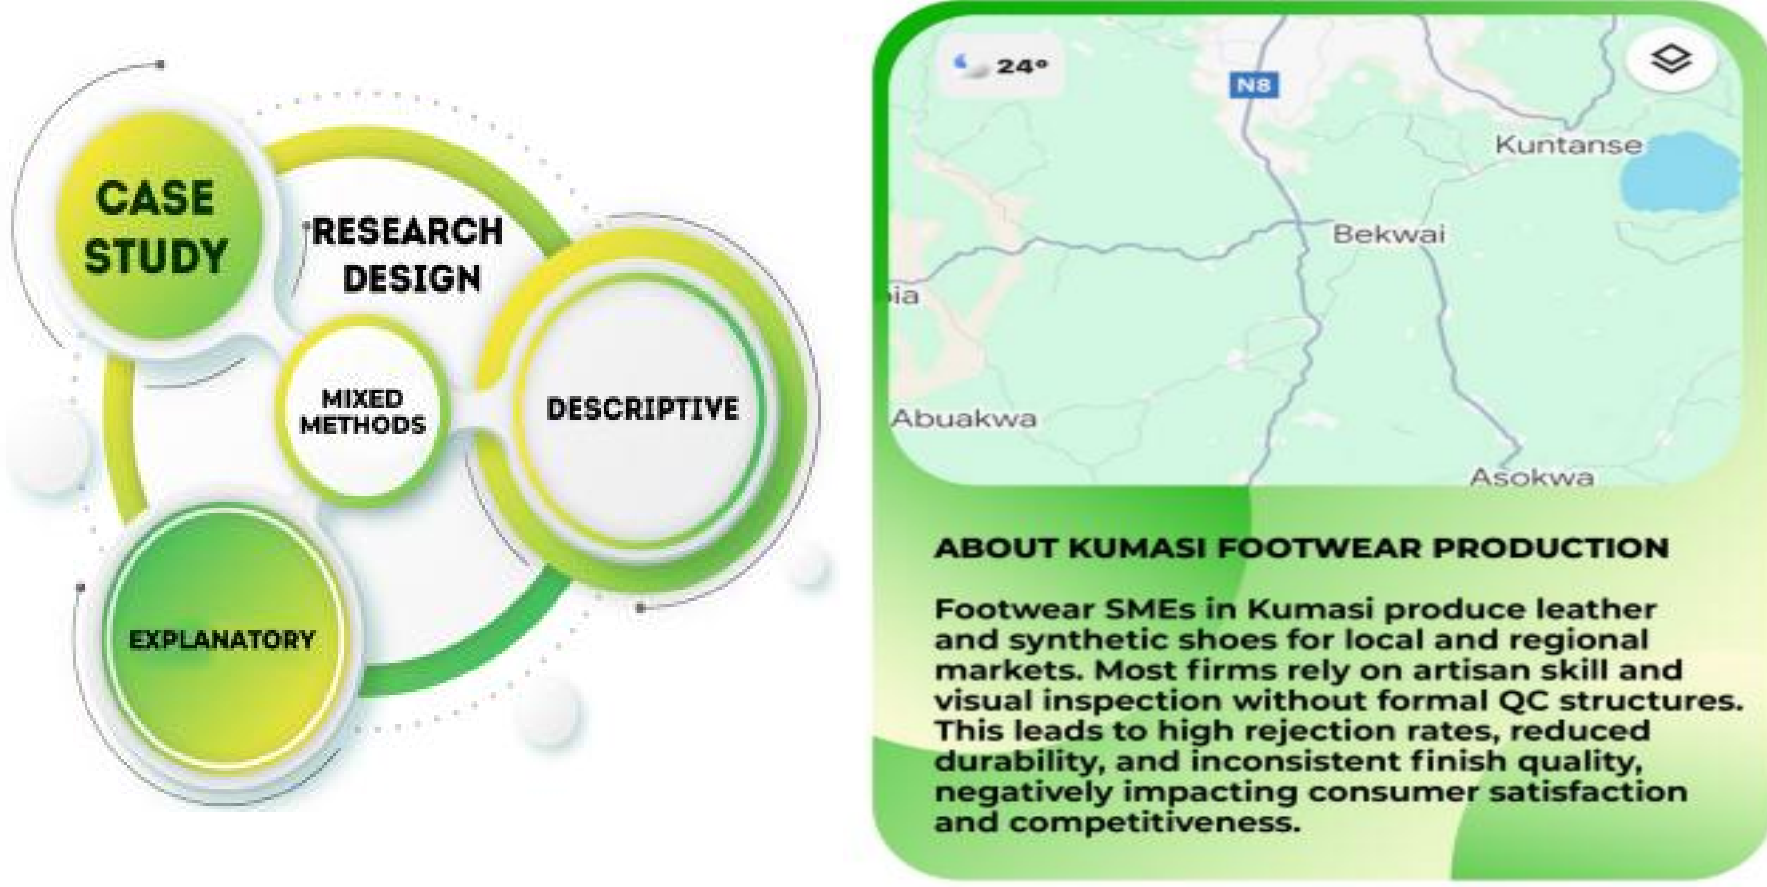 CASE
STUDY
RESEARCH
DESIGN
MIXED
METHODS
DESCRIPTIVE
EXPLANATORY
24°
N8
Kuntanse
Bekwai
ia
Abuakwa
Asokwa
ABOUT KUMASI FOOTWEAR PRODUCTION
Footwear SMEs in Kumasi produce leather
and synthetic shoes for local and regional
markets. Most firms rely on artisan skill and
visual inspection without formal QC structures.
This leads to high rejection rates, reduced
durability, and inconsistent finish quality,
negatively impacting consumer satisfaction
and competitiveness.